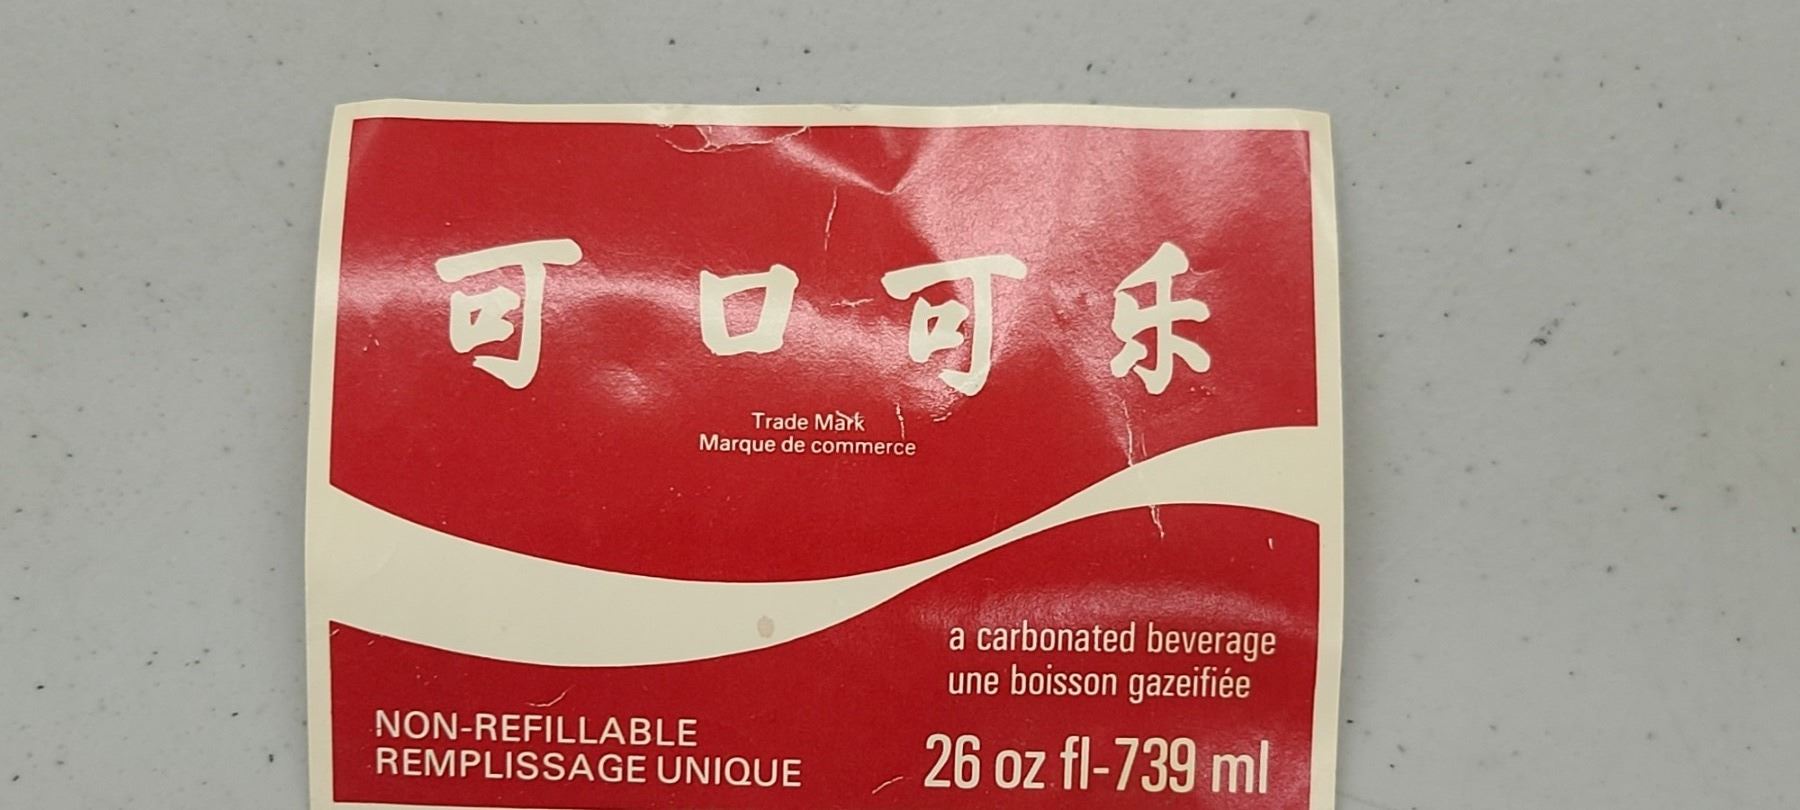 可口可乐
Trade Mark
Marque de commerce
a carbonated beverage
une boisson gazeifiée
NON-REFILLABLE
REMPLISSAGE UNIQUE
26 oz fl-739 ml